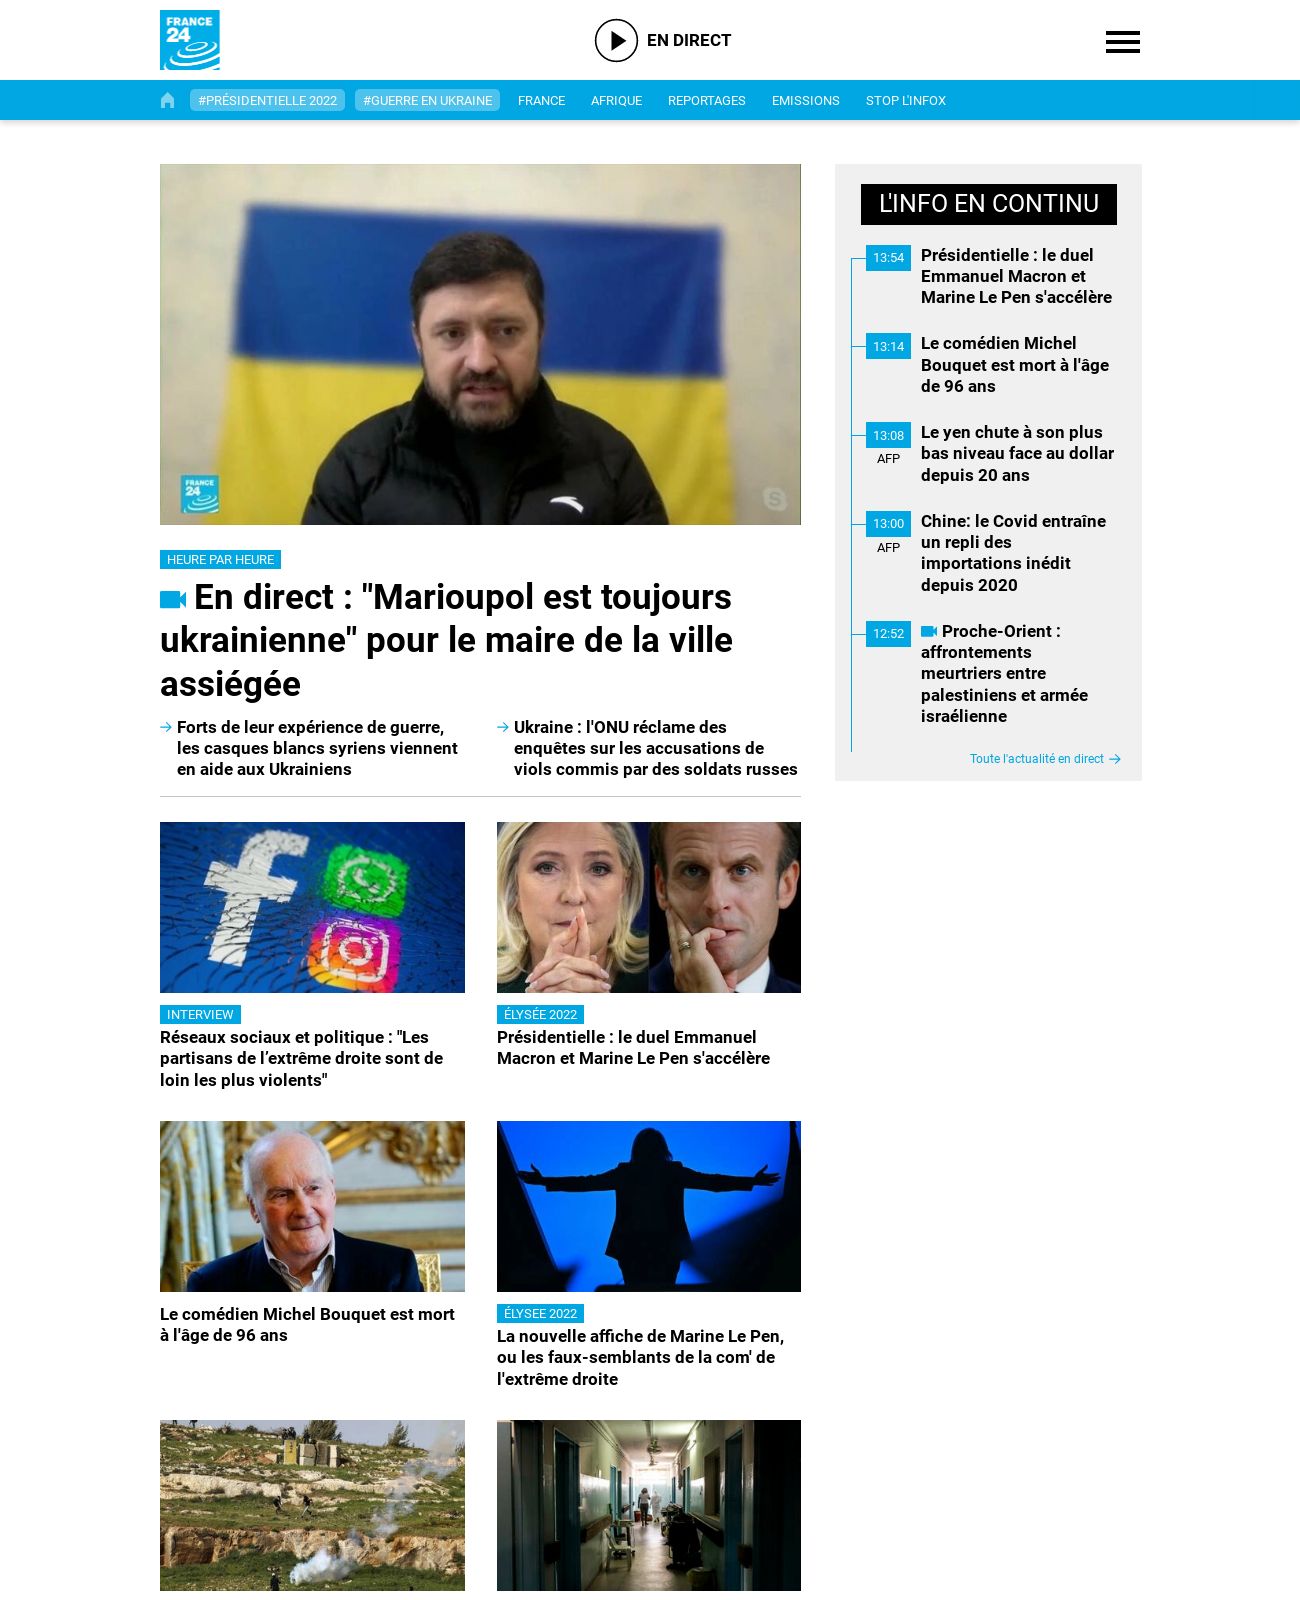 FRANCE
24
EN DIRECT
#PRÉSIDENTIELLE 2022
#GUERRE EN UKRAINE
FRANCE
AFRIQUE
REPORTAGES
EMISSIONS
STOP L'INFOX
FRANCE
24
HEURE PAR HEURE
En direct : "Marioupol est toujours
ukrainienne" pour le maire de la ville
assiégée
Forts de leur expérience de guerre,
les casques blancs syriens viennent
en aide aux Ukrainiens
Ukraine : l'ONU réclame des
enquêtes sur les accusations de
viols commis par des soldats russes
INTERVIEW
Réseaux sociaux et politique : "Les
partisans de l’extrême droite sont de
loin les plus violents"
ÉLYSÉE 2022
Présidentielle : le duel Emmanuel
Macron et Marine Le Pen s'accélère
Le comédien Michel Bouquet est mort
à l'âge de 96 ans
ÉLYSEE 2022
La nouvelle affiche de Marine Le Pen,
ou les faux-semblants de la com' de
l'extrême droite
L'INFO EN CONTINU
13:54
Présidentielle : le duel
Emmanuel Macron et
Marine Le Pen s'accélère
13:14
Le comédien Michel
Bouquet est mort à l'âge
de 96 ans
13:08
AFP
Le yen chute à son plus
bas niveau face au dollar
depuis 20 ans
13:00
AFP
Chine: le Covid entraîne
un repli des
importations inédit
depuis 2020
12:52
Proche-Orient :
affrontements
meurtriers entre
palestiniens et armée
israélienne
Toute l'actualité en direct